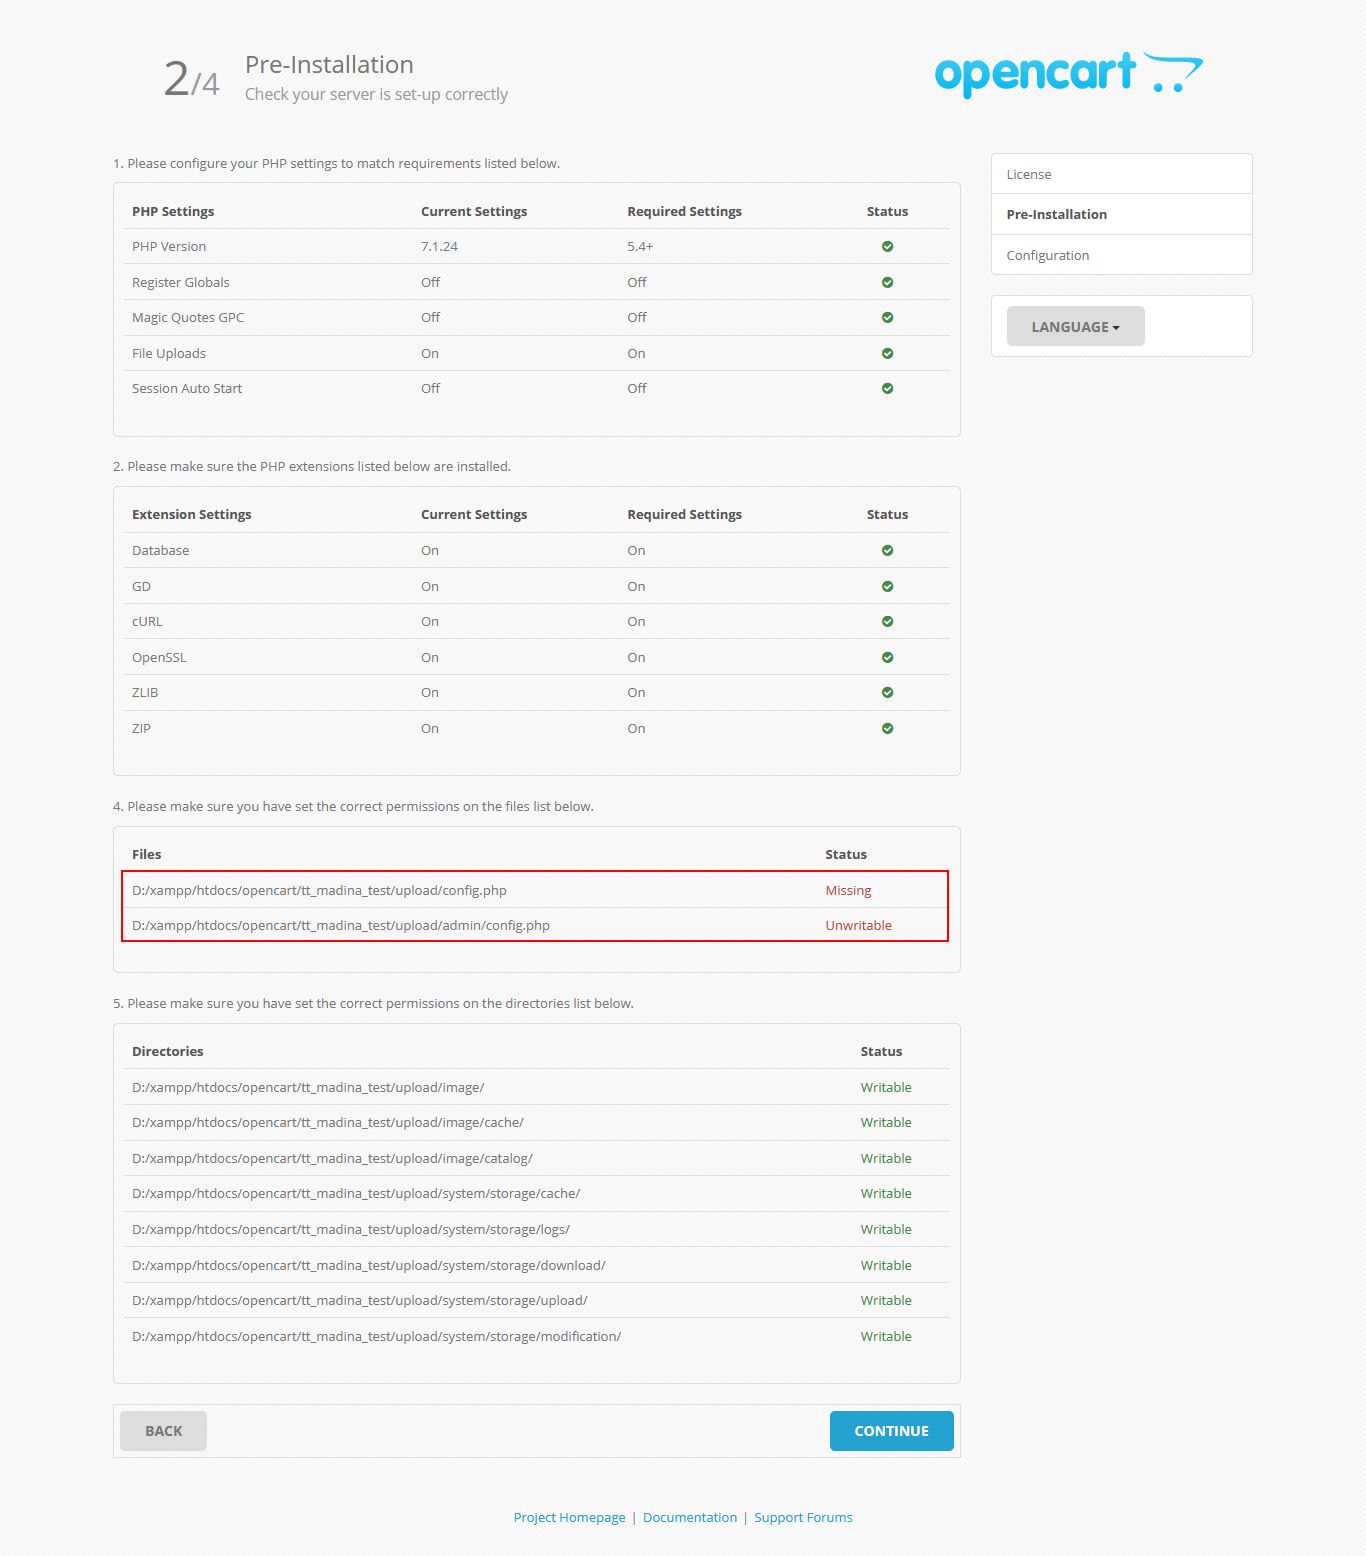 2/4
Pre-Installation
Check your server is set-up correctly
opencart
1. Please configure your PHP settings to match requirements listed below.
PHP Settings Current Settings Required Settings Status
PHP Version 7.1.24 5.4+
Register Globals Off Off
Magic Quotes GPC Off Off
File Uploads On On
Session Auto Start Off Off
License
Pre-Installation
Configuration
LANGUAGE
2. Please make sure the PHP extensions listed below are installed.
Extension Settings Current Settings Required Settings Status
Database On On
GD On On
cURL On On
OpenSSL On On
ZLIB On On
ZIP On On
4. Please make sure you have set the correct permissions on the files list below.
Files Status
D:/xampp/htdocs/opencart/tt_madina_test/upload/config.php Missing
D:/xampp/htdocs/opencart/tt_madina_test/upload/admin/config.php Unwritable
5. Please make sure you have set the correct permissions on the directories list below.
Directories Status
D:/xampp/htdocs/opencart/tt_madina_test/upload/image/ Writable
D:/xampp/htdocs/opencart/tt_madina_test/upload/image/cache/ Writable
D:/xampp/htdocs/opencart/tt_madina_test/upload/image/catalog/ Writable
D:/xampp/htdocs/opencart/tt_madina_test/upload/system/storage/cache/ Writable
D:/xampp/htdocs/opencart/tt_madina_test/upload/system/storage/logs/ Writable
D:/xampp/htdocs/opencart/tt_madina_test/upload/system/storage/download/ Writable
D:/xampp/htdocs/opencart/tt_madina_test/upload/system/storage/upload/ Writable
D:/xampp/htdocs/opencart/tt_madina_test/upload/system/storage/modification/ Writable
BACK CONTINUE
Project Homepage | Documentation | Support Forums